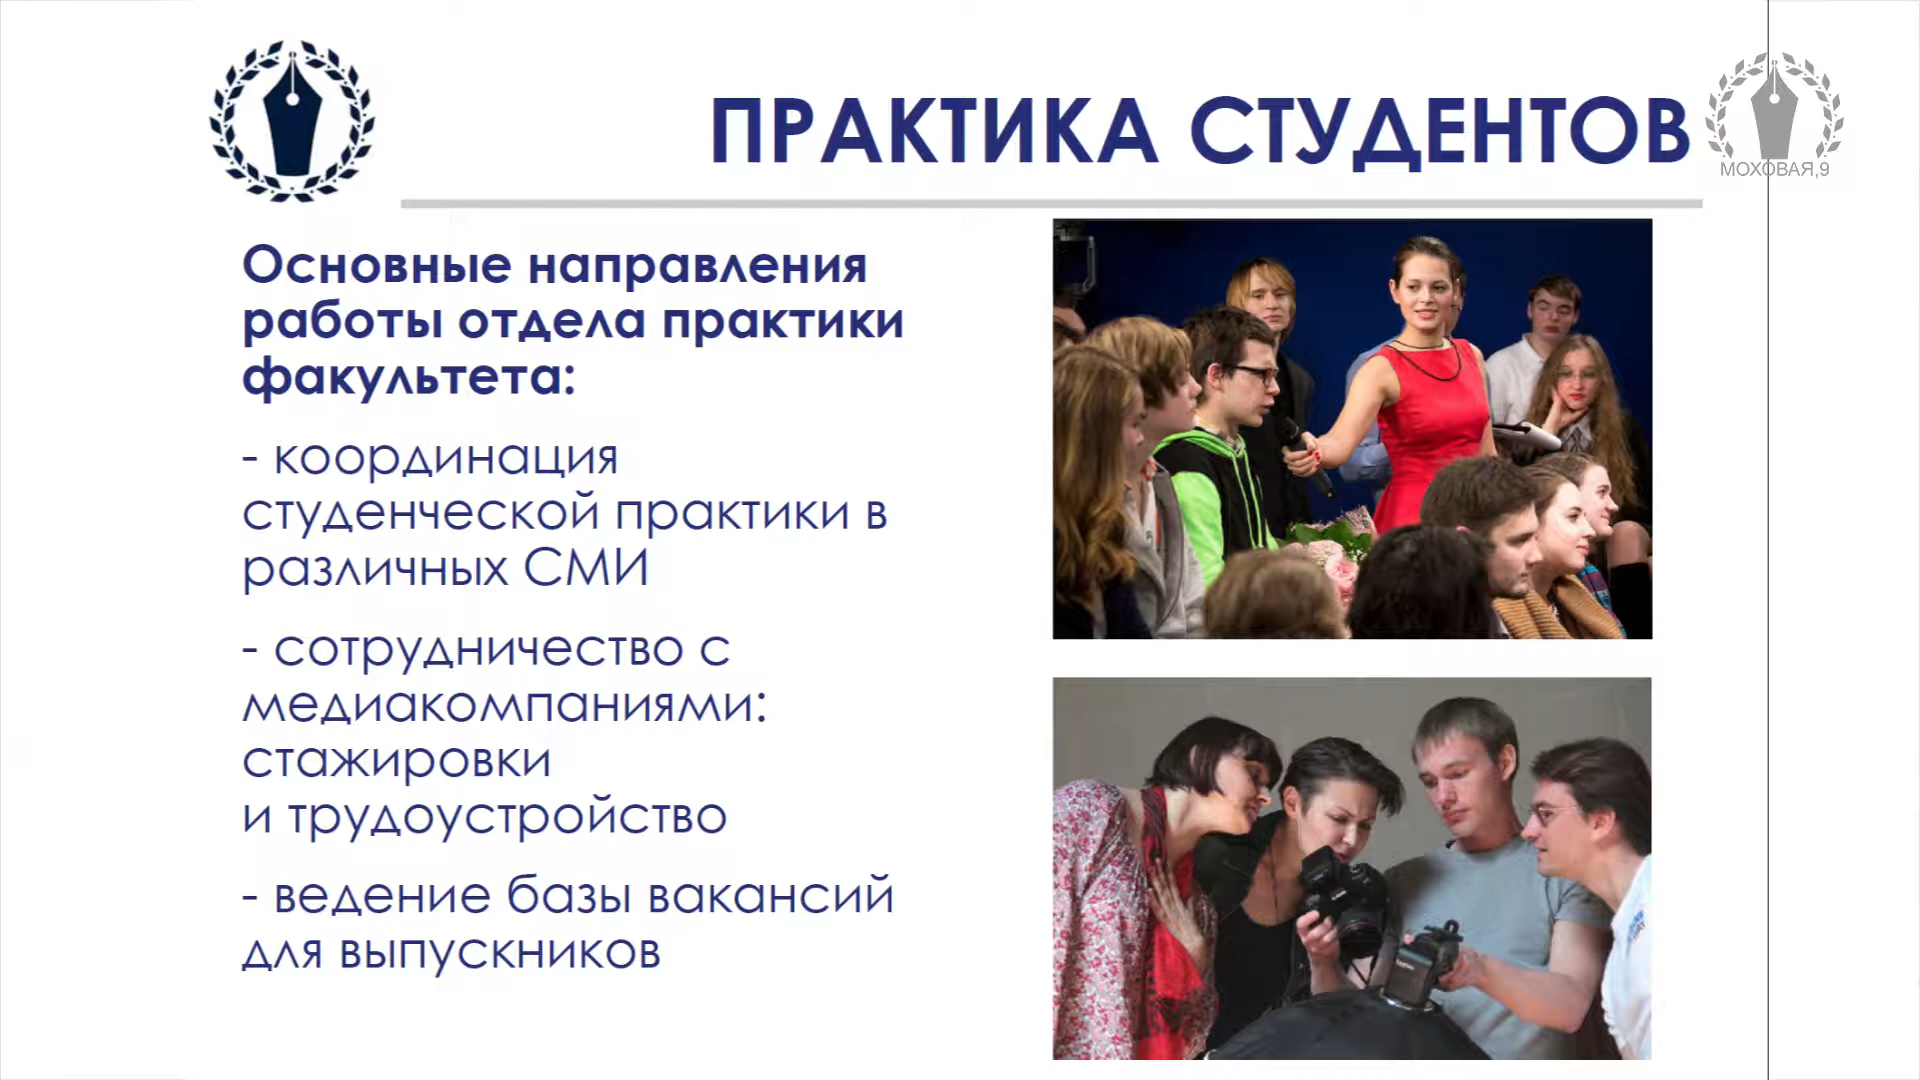 ПРАКТИКА СТУДЕНТОВ
МОХОВАЯ,9
Основные направления
работы отдела практики
факультета:
- координация
студенческой практики в
различных СМИ
- сотрудничество с
медиакомпаниями:
стажировки
и трудоустройство
- ведение базы вакансий
для выпускников